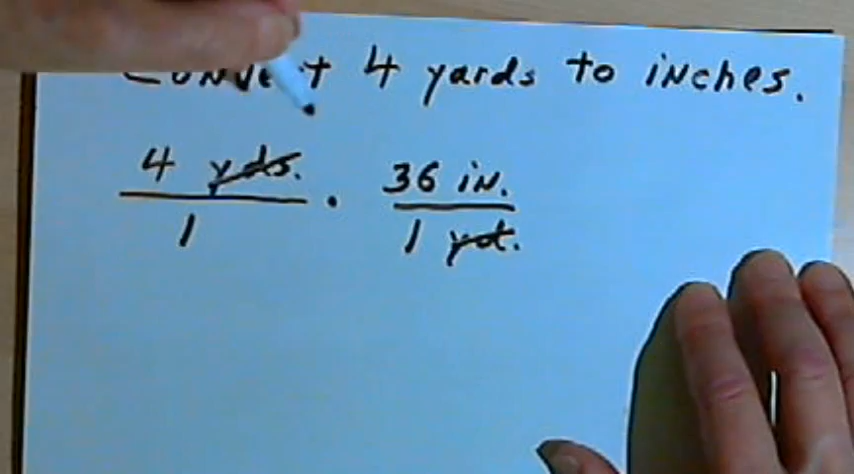 Convert 4 yards to inches.
4 yds. · 36 in.
1 1 yd.